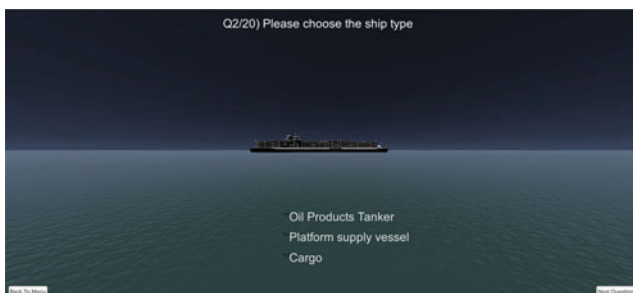 Q2/20) Please choose the ship type
Oil Products Tanker
Platform supply vessel
Cargo
Back To Menu
Next Question